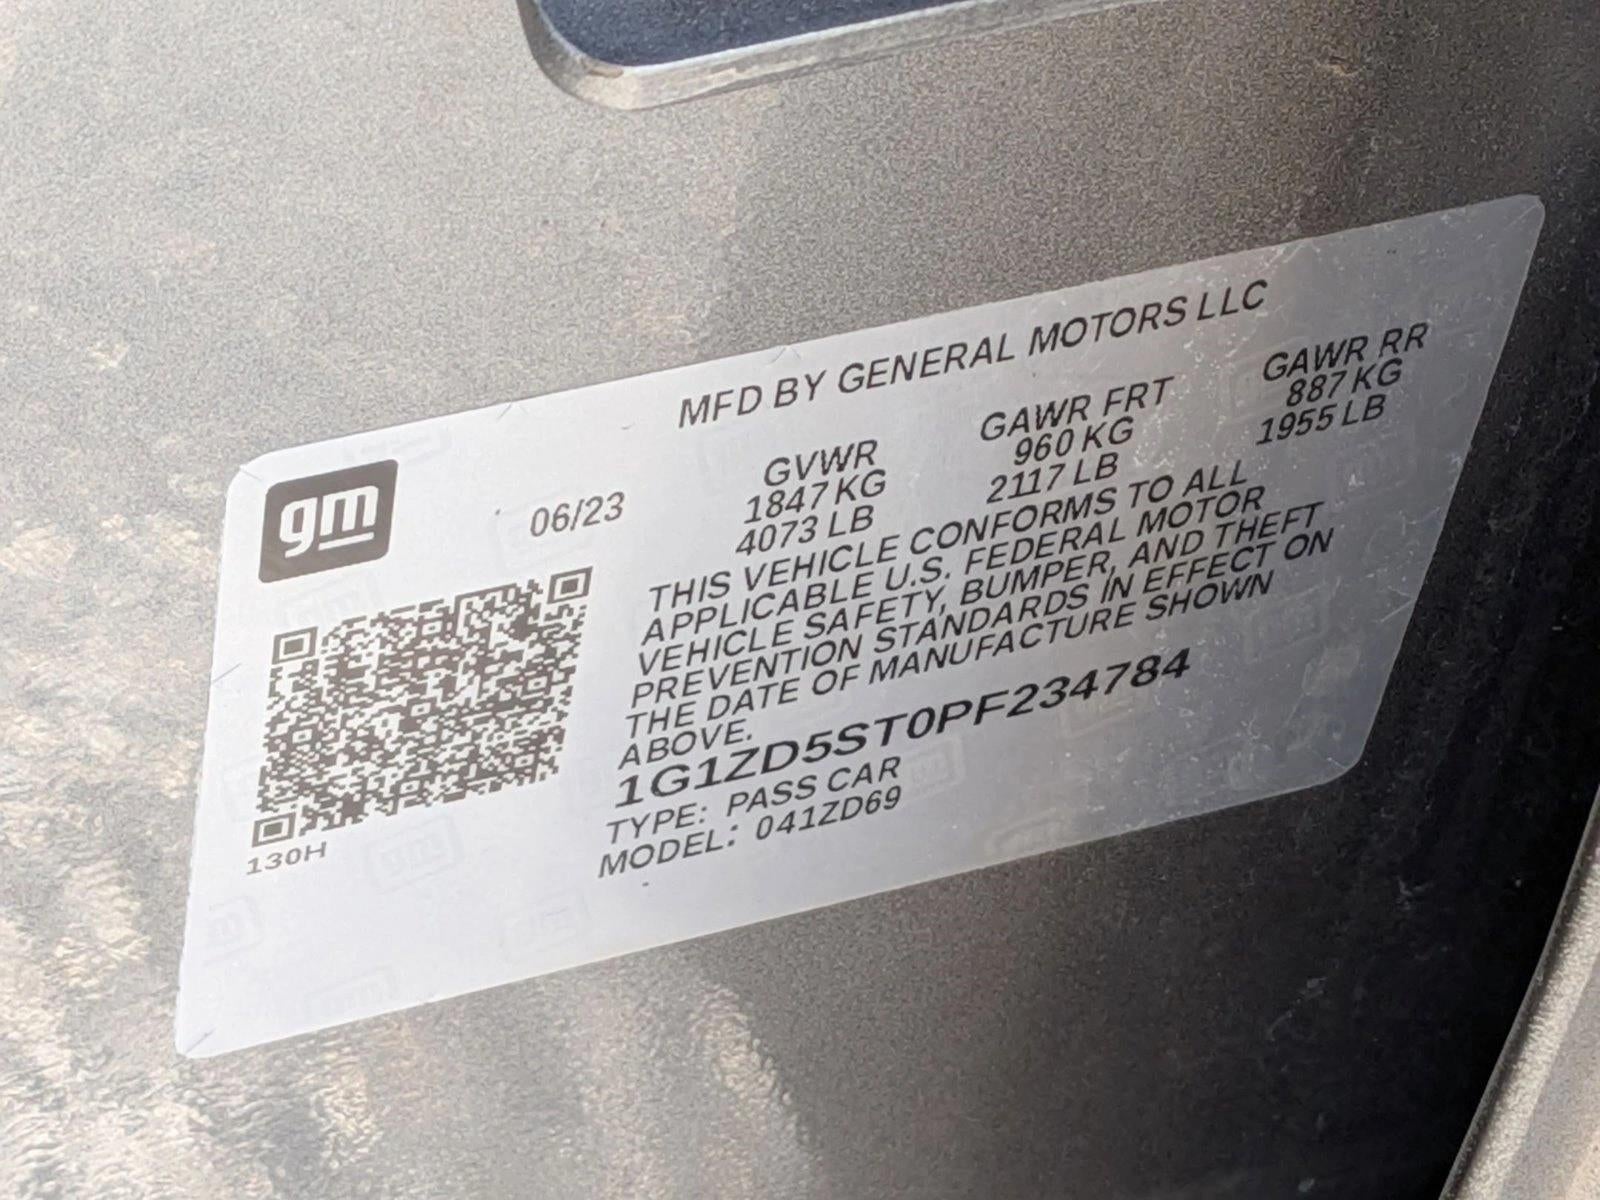 MFD BY GENERAL MOTORS LLC
gm
06/23
GVWR GAWR FRT GAWR RR
1847 KG 960 KG 887 KG
4073 LB 2117 LB 1955 LB
THIS VEHICLE CONFORMS TO ALL
APPLICABLE U.S. FEDERAL MOTOR
VEHICLE SAFETY, BUMPER, AND THEFT
PREVENTION STANDARDS IN EFFECT ON
THE DATE OF MANUFACTURE SHOWN
ABOVE.
1G1ZD5ST0PF234784
TYPE: PASS CAR
MODEL: 041ZD69
130H